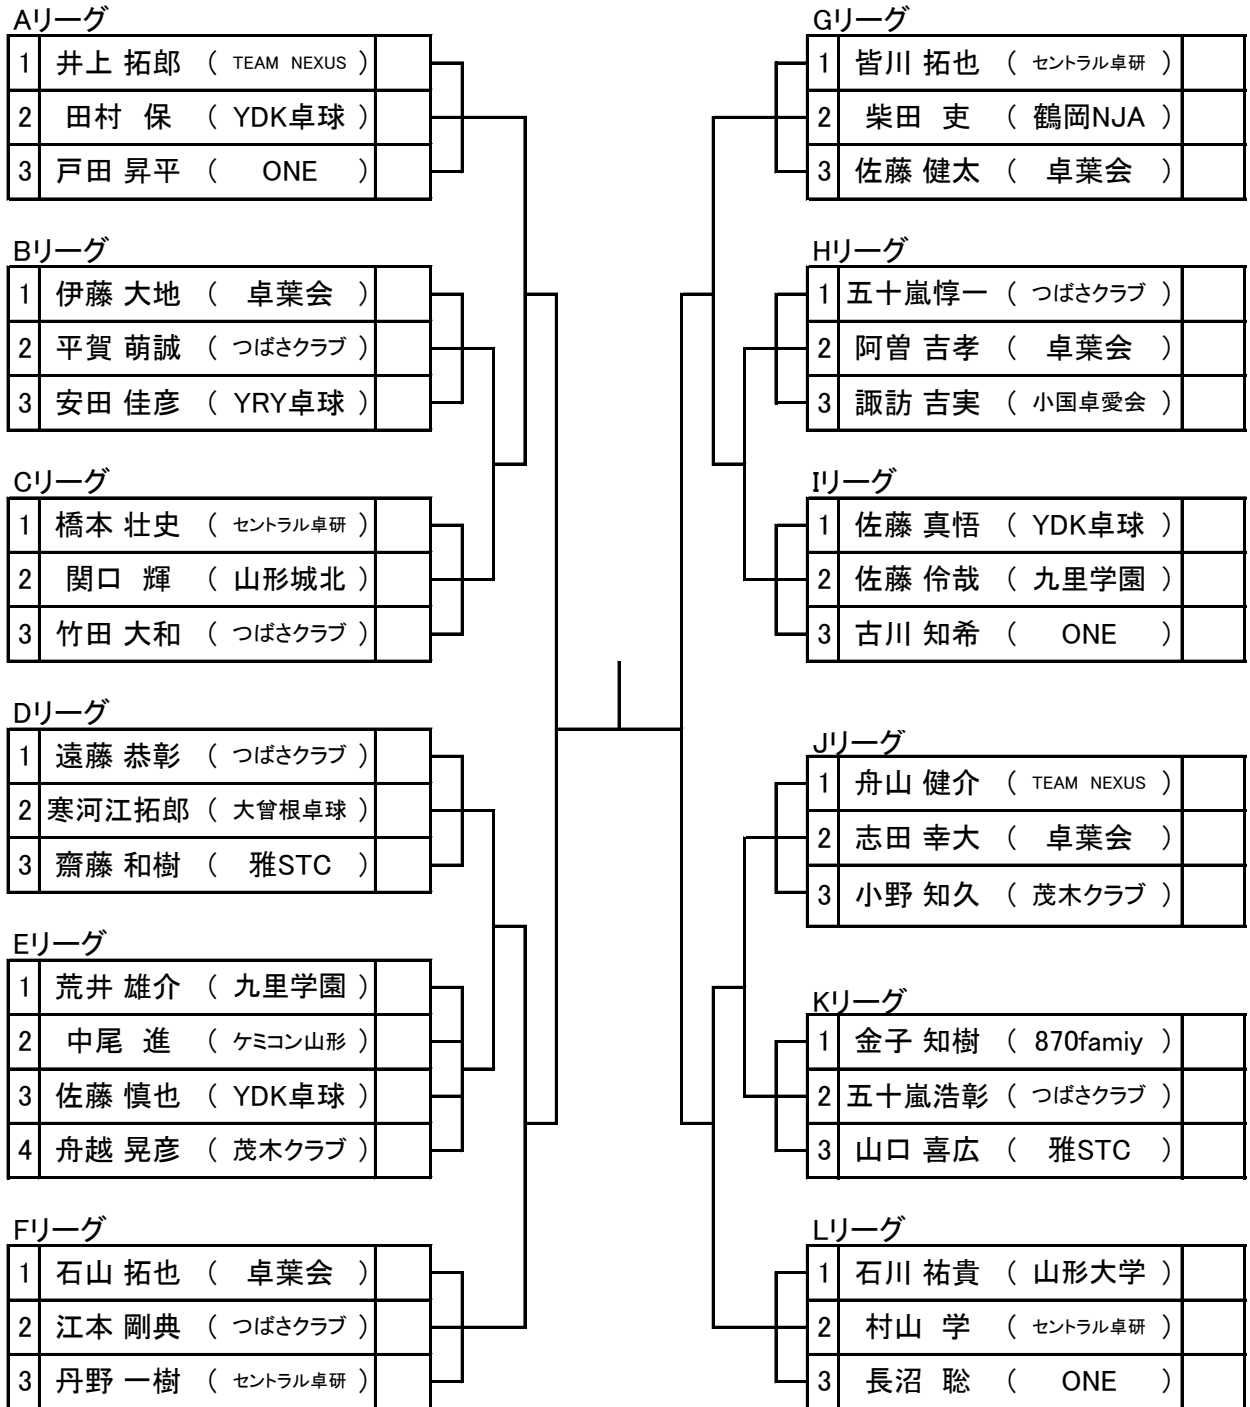 Aリーグ
1 井上 拓郎 ( TEAM NEXUS )
2 田村 保 ( YDK卓球 )
3 戸田 昇平 ( ONE )
Bリーグ
1 伊藤 大地 ( 卓葉会 )
2 平賀 萌誠 ( つばさクラブ )
3 安田 佳彦 ( YRY卓球 )
Cリーグ
1 橋本 壮史 ( セントラル卓研 )
2 関口 輝 ( 山形城北 )
3 竹田 大和 ( つばさクラブ )
Dリーグ
1 遠藤 恭彰 ( つばさクラブ )
2 寒河江拓郎 ( 大曾根卓球 )
3 齋藤 和樹 ( 雅STC )
Eリーグ
1 荒井 雄介 ( 九里学園 )
2 中尾 進 ( ケミコン山形 )
3 佐藤 慎也 ( YDK卓球 )
4 舟越 晃彦 ( 茂木クラブ )
Fリーグ
1 石山 拓也 ( 卓葉会 )
2 江本 剛典 ( つばさクラブ )
3 丹野 一樹 ( セントラル卓研 )
Gリーグ
1 皆川 拓也 ( セントラル卓研 )
2 柴田 吏 ( 鶴岡NJA )
3 佐藤 健太 ( 卓葉会 )
Hリーグ
1 五十嵐惇一 ( つばさクラブ )
2 阿曽 吉孝 ( 卓葉会 )
3 諏訪 吉実 ( 小国卓愛会 )
Iリーグ
1 佐藤 真悟 ( YDK卓球 )
2 佐藤 伶哉 ( 九里学園 )
3 古川 知希 ( ONE )
Jリーグ
1 舟山 健介 ( TEAM NEXUS )
2 志田 幸大 ( 卓葉会 )
3 小野 知久 ( 茂木クラブ )
Kリーグ
1 金子 知樹 ( 870famiy )
2 五十嵐浩彰 ( つばさクラブ )
3 山口 喜広 ( 雅STC )
Lリーグ
1 石川 祐貴 ( 山形大学 )
2 村山 学 ( セントラル卓研 )
3 長沼 聡 ( ONE )